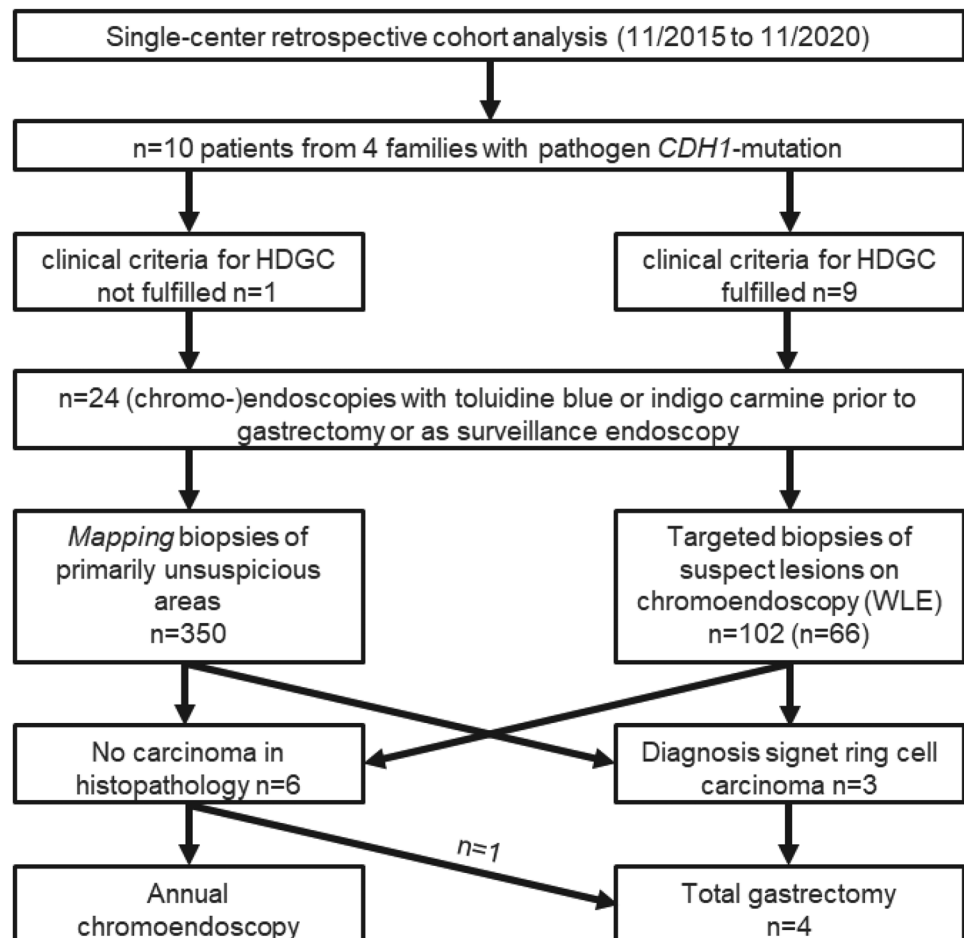 Single-center retrospective cohort analysis (11/2015 to 11/2020)
n=10 patients from 4 families with pathogen CDH1-mutation
clinical criteria for HDGC
not fulfilled n=1
clinical criteria for HDGC
fulfilled n=9
n=24 (chromo-)endoscopies with toluidine blue or indigo carmine prior to
gastrectomy or as surveillance endoscopy
Mapping biopsies of
primarily unsuspicious
areas
n=350
Targeted biopsies of
suspect lesions on
chromoendoscopy (WLE)
n=102 (n=66)
No carcinoma in
histopathology n=6
Diagnosis signet ring cell
carcinoma n=3
n=1
Annual
chromoendoscopy
Total gastrectomy
n=4